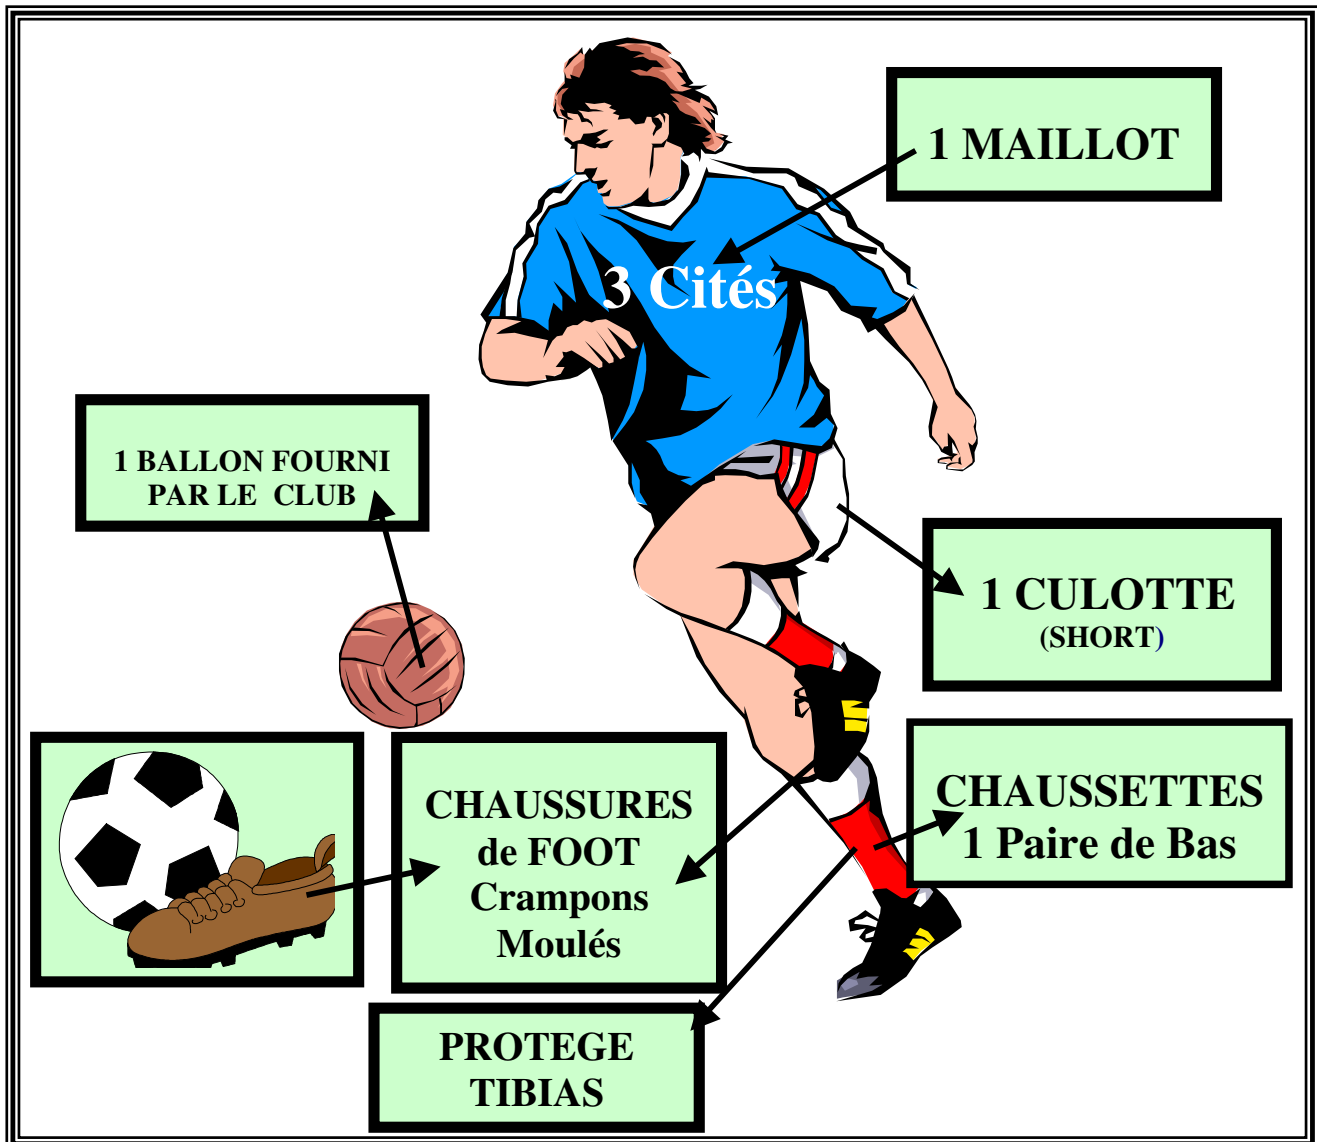 1 MAILLOT
3 Cités
1 BALLON FOURNI
PAR LE CLUB
1 CULOTTE
(SHORT)
CHAUSSURES
de FOOT
Crampons
Moulés
CHAUSSETTES
1 Paire de Bas
PROTEGE
TIBIAS